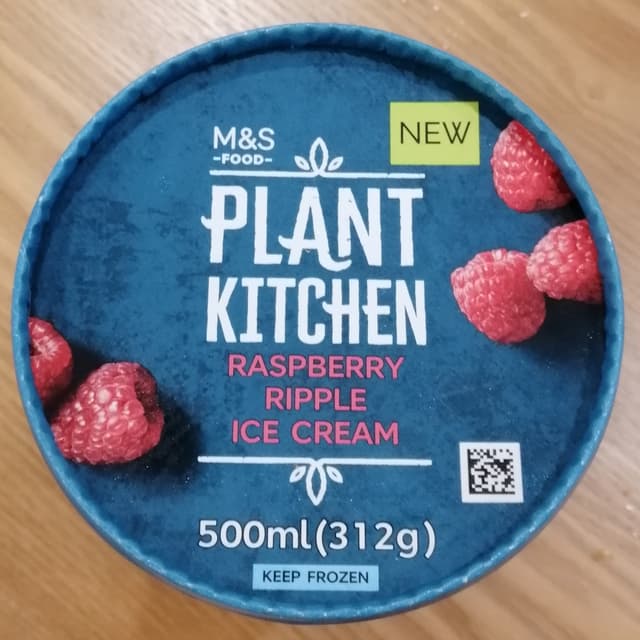 M&S
-FOOD-
NEW
PLANT
KITCHEN
RASPBERRY
RIPPLE
ICE CREAM
500ml(312g)
KEEP FROZEN